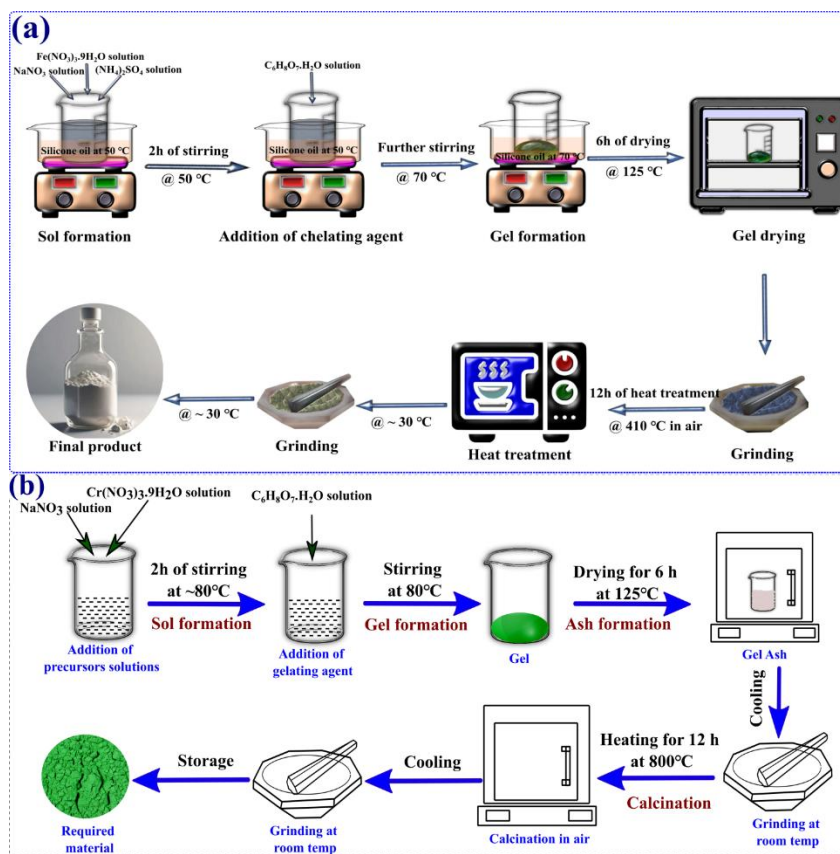 (a)
Fe(NO3)3.9H2O solution
NaNO3 solution
(NH4)2SO4 solution
C6H8O7.H2O solution
Silicone oil at 50 °C
2h of stirring
@ 50 °C
Silicone oil at 50 °C
Further stirring
@ 70 °C
Silicone oil at 70 °C
6h of drying
@ 125 °C
Sol formation
Addition of chelating agent
Gel formation
Gel drying
Final product
@ ~ 30 °C
Grinding
@ ~ 30 °C
Heat treatment
12h of heat treatment
@ 410 °C in air
Grinding
(b)
Cr(NO3)3.9H2O solution
NaNO3 solution
C6H8O7.H2O solution
2h of stirring
at ~80°C
Sol formation
Stirring
at 80°C
Gel formation
Drying for 6 h
at 125°C
Ash formation
Addition of
precursors solutions
Addition of
gelating agent
Gel
Gel Ash
Cooling
Storage
Cooling
Heating for 12 h
at 800°C
Calcination
Required
material
Grinding at
room temp
Calcination in air
Grinding at
room temp